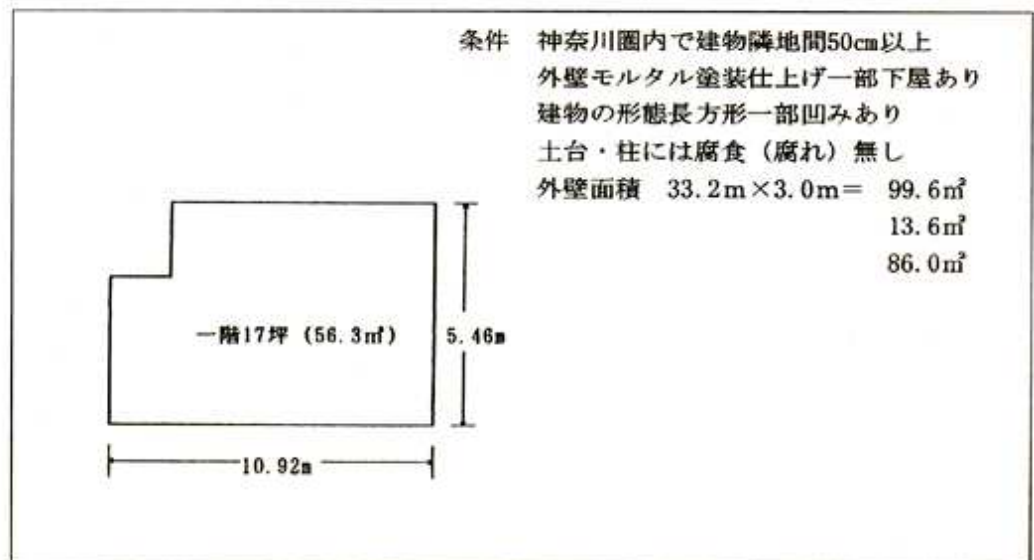 条件 神奈川圏内で建物隣地間50cm以上
外壁モルタル塗装仕上げ一部下屋あり
建物の形態長方形一部凹みあり
土台・柱には腐食（腐れ）無し
外壁面積 33.2m×3.0m＝ 99.6㎡
13.6㎡
86.0㎡
一階17坪（56.3㎡）
5.46m
10.92m